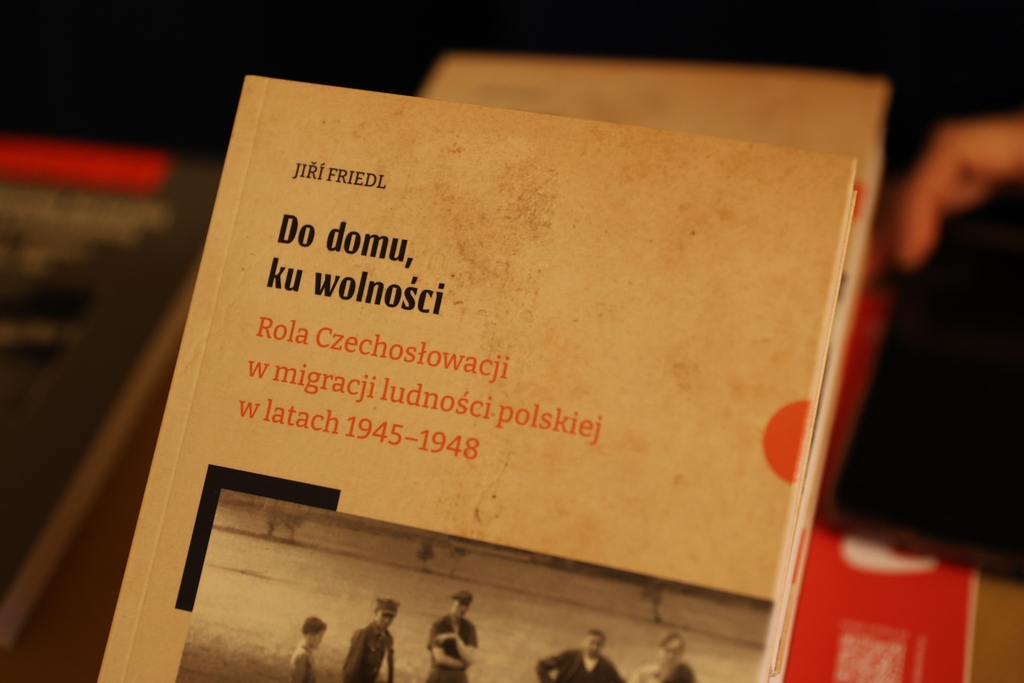 JIŘÍ FRIEDL
Do domu,
ku wolności
Rola Czechosłowacji
w migracji ludności polskiej
w latach 1945–1948